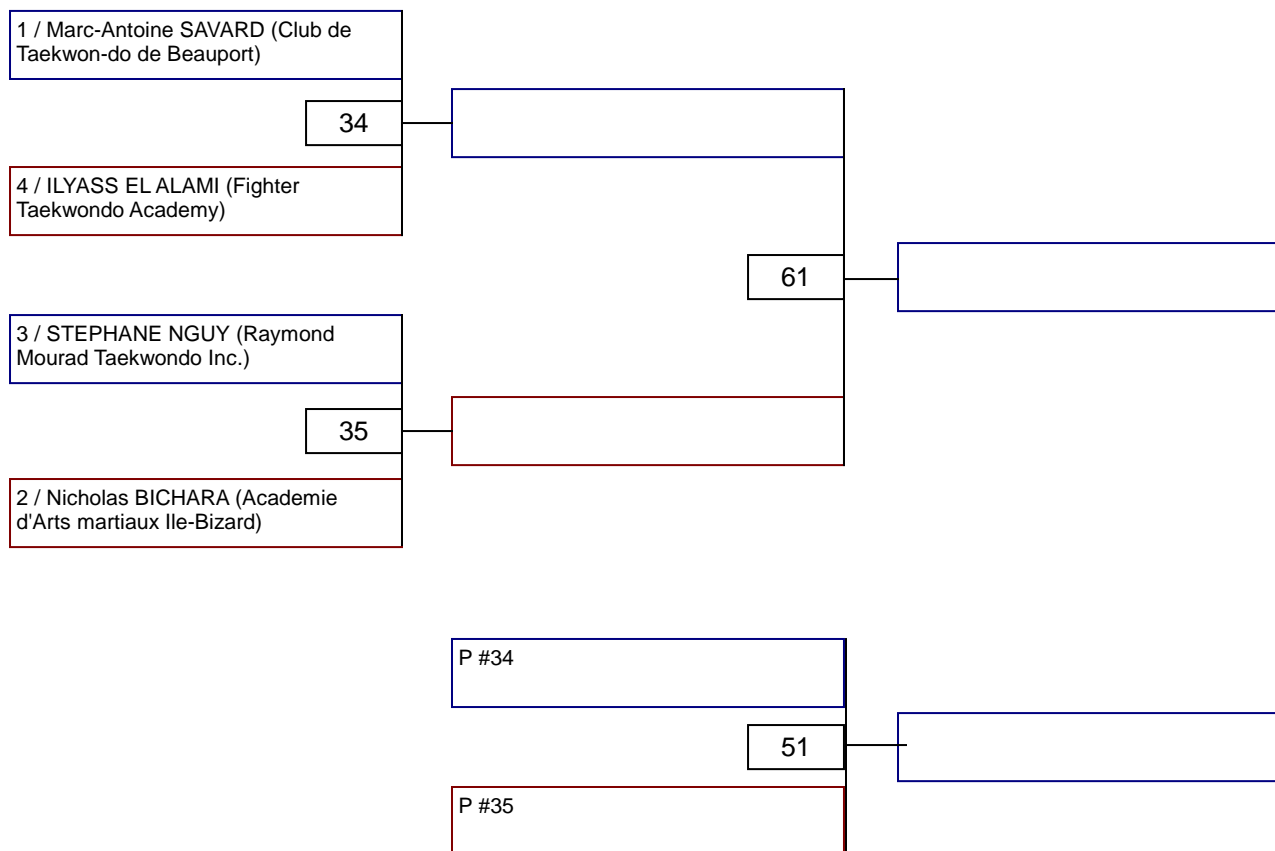 1 / Marc-Antoine SAVARD (Club de
Taekwon-do de Beauport)
34
4 / ILYASS EL ALAMI (Fighter
Taekwondo Academy)
61
3 / STEPHANE NGUY (Raymond
Mourad Taekwondo Inc.)
35
2 / Nicholas BICHARA (Academie
d'Arts martiaux Ile-Bizard)
P #34
51
P #35